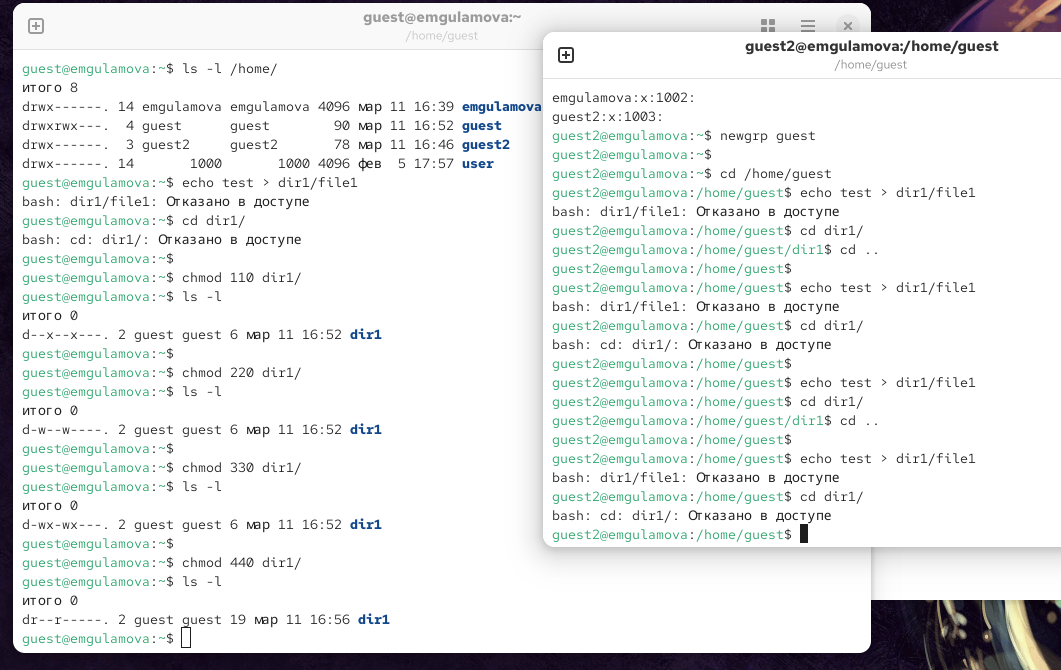 guest@emgulamova:~
/home/guest
guest@emgulamova:~$ ls -l /home/
итого 8
drwx------. 14 emgulamova emgulamova 4096 мар 11 16:39 emgulamova
drwxrwx---.  4 guest      guest        90 мар 11 16:52 guest
drwx------.  3 guest2     guest2       78 мар 11 16:46 guest2
drwx------. 14       1000       1000 4096 фев  5 17:57 user
guest@emgulamova:~$ echo test > dir1/file1
bash: dir1/file1: Отказано в доступе
guest@emgulamova:~$ cd dir1/
bash: cd: dir1/: Отказано в доступе
guest@emgulamova:~$
guest@emgulamova:~$ chmod 110 dir1/
guest@emgulamova:~$ ls -l
итого 0
d--x--x---. 2 guest guest 6 мар 11 16:52 dir1
guest@emgulamova:~$
guest@emgulamova:~$ chmod 220 dir1/
guest@emgulamova:~$ ls -l
итого 0
d-w--w----. 2 guest guest 6 мар 11 16:52 dir1
guest@emgulamova:~$
guest@emgulamova:~$ chmod 330 dir1/
guest@emgulamova:~$ ls -l
итого 0
d-wx-wx---. 2 guest guest 6 мар 11 16:52 dir1
guest@emgulamova:~$
guest@emgulamova:~$ chmod 440 dir1/
guest@emgulamova:~$ ls -l
итого 0
dr--r-----. 2 guest guest 19 мар 11 16:56 dir1
guest@emgulamova:~$
guest2@emgulamova:/home/guest
/home/guest
emgulamova:x:1002:
guest2:x:1003:
guest2@emgulamova:~$ newgrp guest
guest2@emgulamova:~$
guest2@emgulamova:~$ cd /home/guest
guest2@emgulamova:/home/guest$ echo test > dir1/file1
bash: dir1/file1: Отказано в доступе
guest2@emgulamova:/home/guest$ cd dir1/
guest2@emgulamova:/home/guest/dir1$ cd ..
guest2@emgulamova:/home/guest$
guest2@emgulamova:/home/guest$ echo test > dir1/file1
bash: dir1/file1: Отказано в доступе
guest2@emgulamova:/home/guest$ cd dir1/
bash: cd: dir1/: Отказано в доступе
guest2@emgulamova:/home/guest$
guest2@emgulamova:/home/guest$ echo test > dir1/file1
guest2@emgulamova:/home/guest$ cd dir1/
guest2@emgulamova:/home/guest/dir1$ cd ..
guest2@emgulamova:/home/guest$
guest2@emgulamova:/home/guest$ echo test > dir1/file1
bash: dir1/file1: Отказано в доступе
guest2@emgulamova:/home/guest$ cd dir1/
bash: cd: dir1/: Отказано в доступе
guest2@emgulamova:/home/guest$